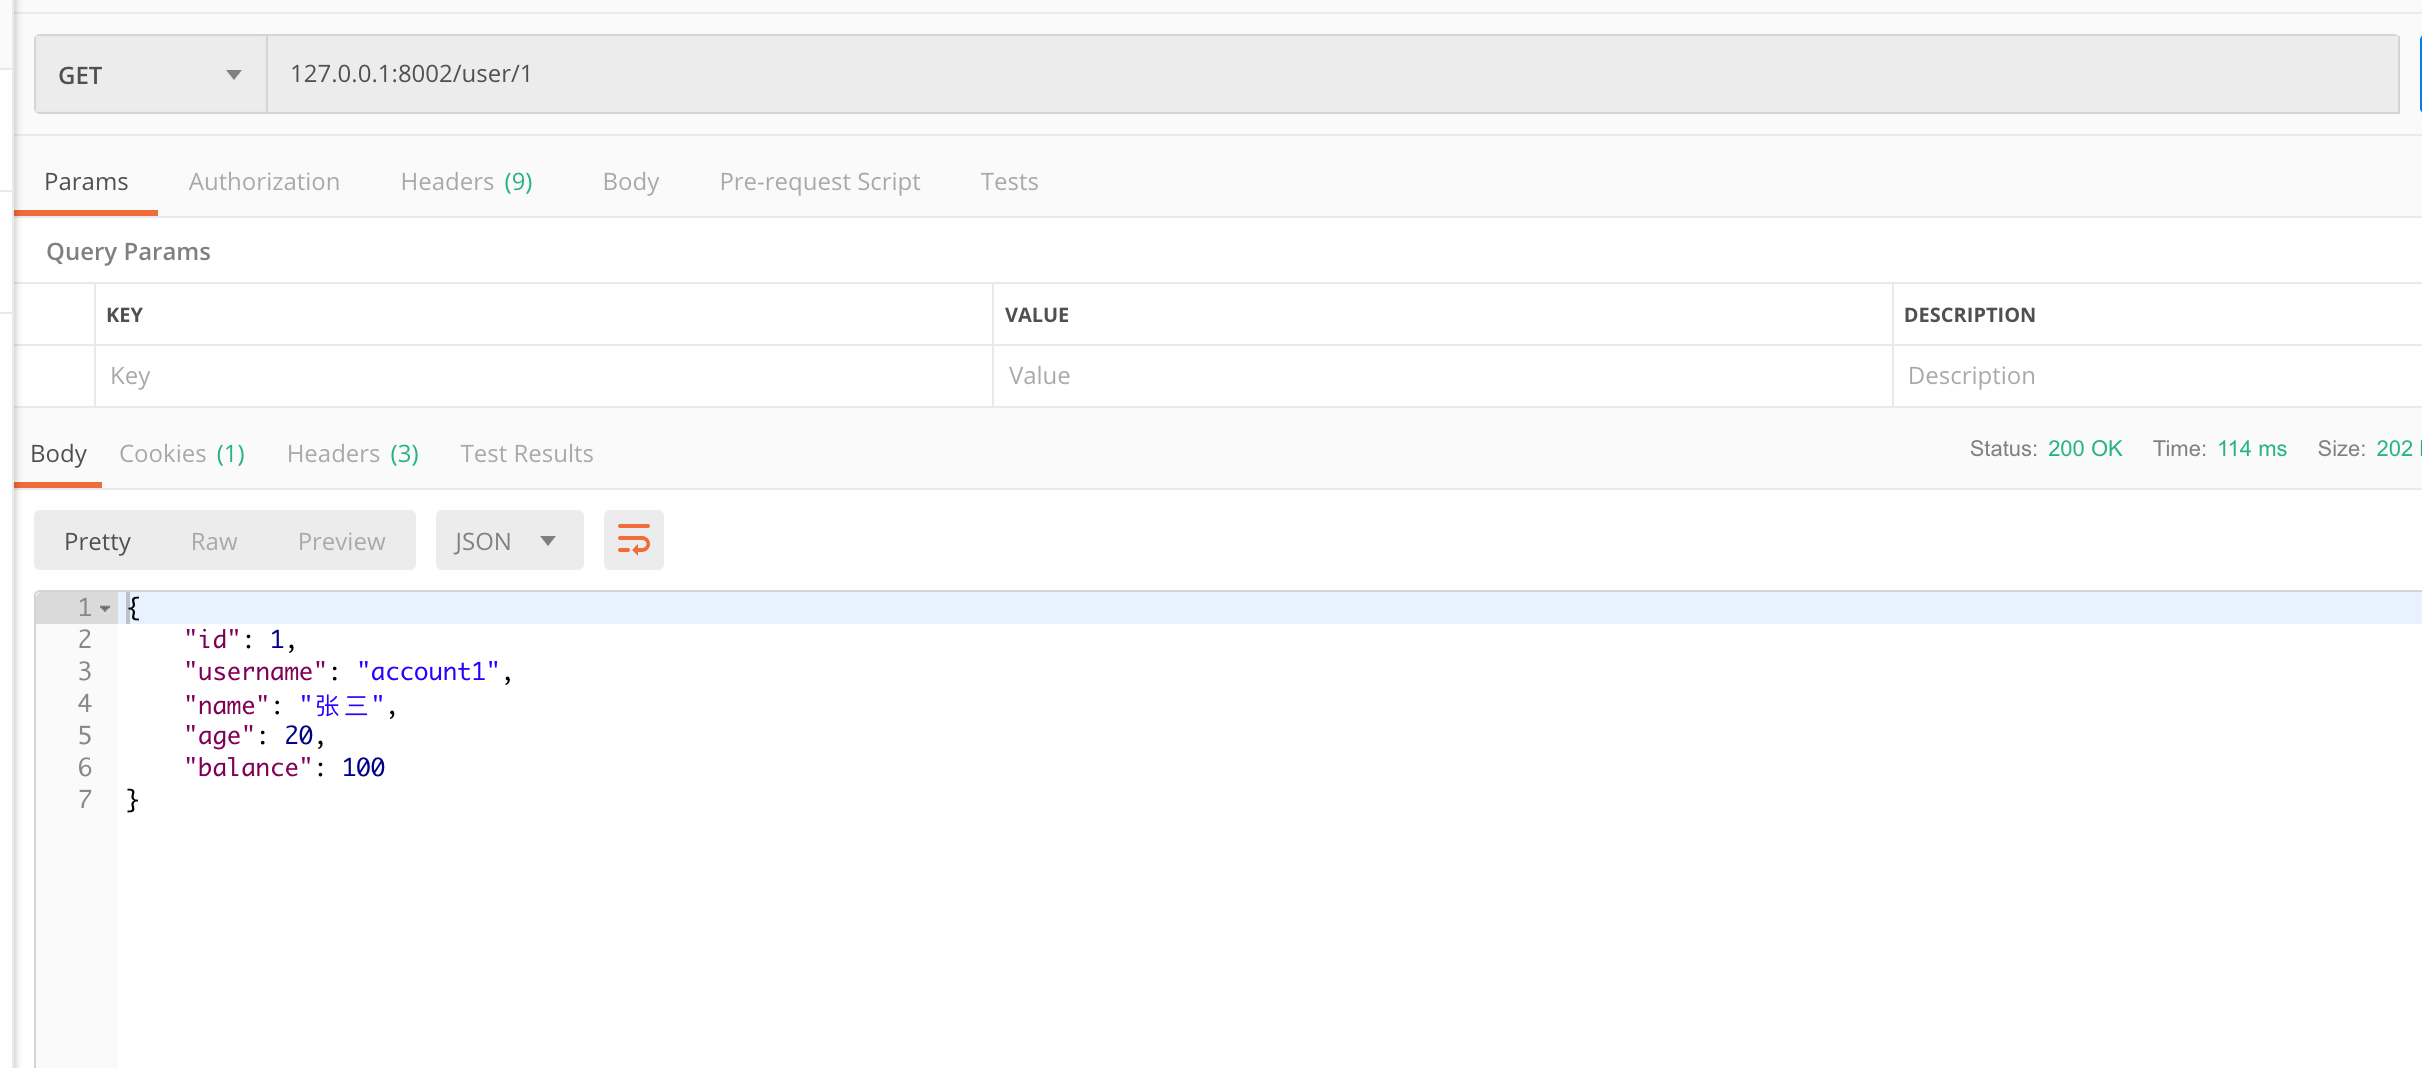 GET 127.0.0.1:8002/user/1
Params Authorization Headers (9) Body Pre-request Script Tests
Query Params
KEY VALUE DESCRIPTION
Key Value Description
Body Cookies (1) Headers (3) Test Results Status: 200 OK Time: 114 ms Size: 202
Pretty Raw Preview JSON
1 {
2 "id": 1,
3 "username": "account1",
4 "name": "张三",
5 "age": 20,
6 "balance": 100
7 }